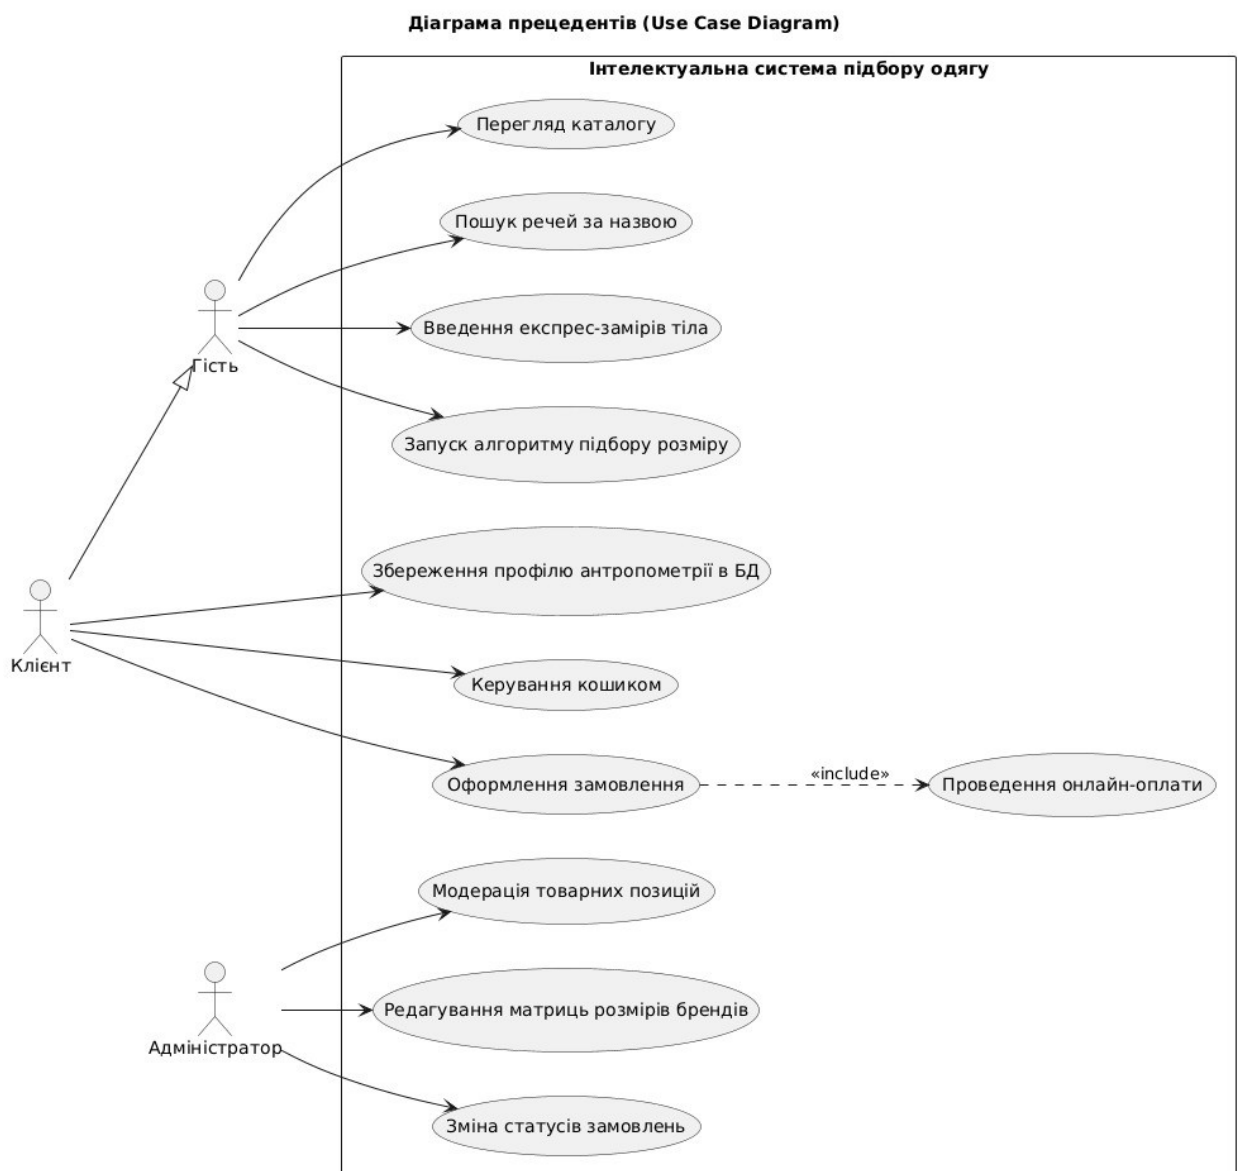 Діаграма прецедентів (Use Case Diagram)
Інтелектуальна система підбору одягу
Перегляд каталогу
Пошук речей за назвою
Введення експрес-замірів тіла
Гість
Запуск алгоритму підбору розміру
Збереження профілю антропометрії в БД
Клієнт
Керування кошиком
«include»
Оформлення замовлення
Проведення онлайн-оплати
Модерація товарних позицій
Редагування матриць розмірів брендів
Адміністратор
Зміна статусів замовлень